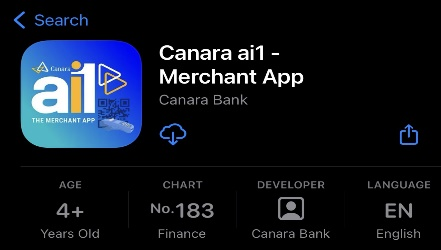 Search
Canara
ai1
THE MERCHANT APP
Canara ai1 -
Merchant App
Canara Bank
AGE CHART DEVELOPER LANGUAGE
4+ No.183 EN
Years Old Finance Canara Bank English